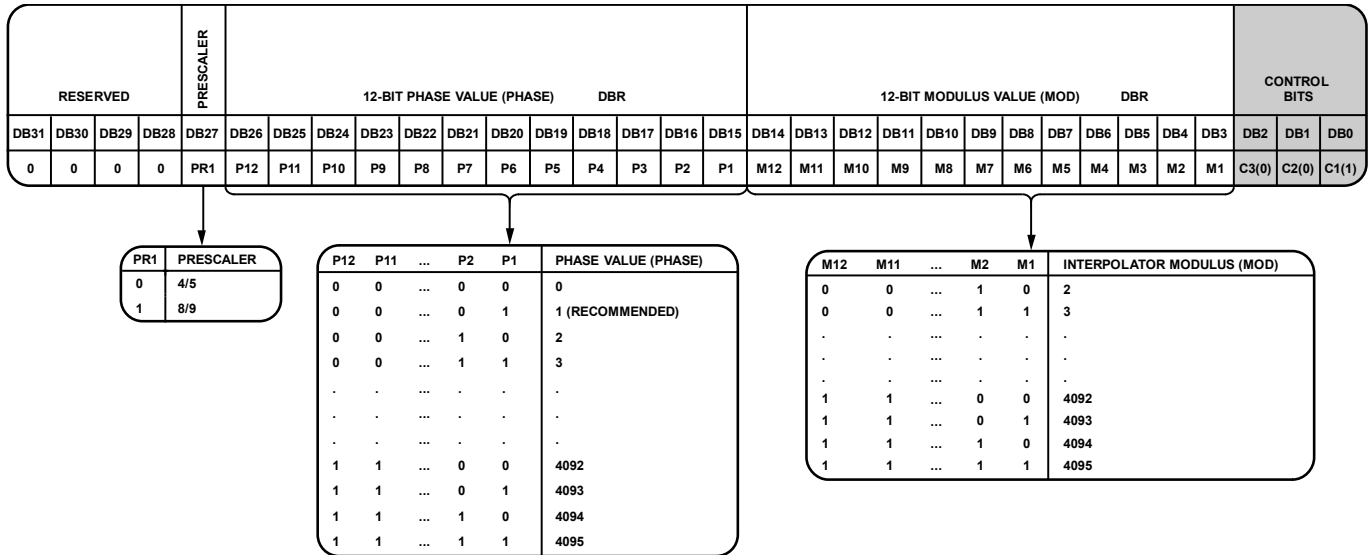 RESERVED PRESCALER 12-BIT PHASE VALUE (PHASE) DBR 12-BIT MODULUS VALUE (MOD) DBR CONTROL BITS
DB31 DB30 DB29 DB28 DB27 DB26 DB25 DB24 DB23 DB22 DB21 DB20 DB19 DB18 DB17 DB16 DB15 DB14 DB13 DB12 DB11 DB10 DB9 DB8 DB7 DB6 DB5 DB4 DB3 DB2 DB1 DB0
0 0 0 0 PR1 P12 P11 P10 P9 P8 P7 P6 P5 P4 P3 P2 P1 M12 M11 M10 M9 M8 M7 M6 M5 M4 M3 M2 M1 C3(0) C2(0) C1(1)
PR1 PRESCALER
0 4/5
1 8/9
P12 P11 ... P2 P1 PHASE VALUE (PHASE)
0 0 ... 0 0 0
0 0 ... 0 1 1 (RECOMMENDED)
0 0 ... 1 0 2
0 0 ... 1 1 3
. . ... . . .
. . ... . . .
. . ... . . .
1 1 ... 0 0 4092
1 1 ... 0 1 4093
1 1 ... 1 0 4094
1 1 ... 1 1 4095
M12 M11 ... M2 M1 INTERPOLATOR MODULUS (MOD)
0 0 ... 1 0 2
0 0 ... 1 1 3
. . ... . . .
. . ... . . .
. . ... . . .
1 1 ... 0 0 4092
1 1 ... 0 1 4093
1 1 ... 1 0 4094
1 1 ... 1 1 4095